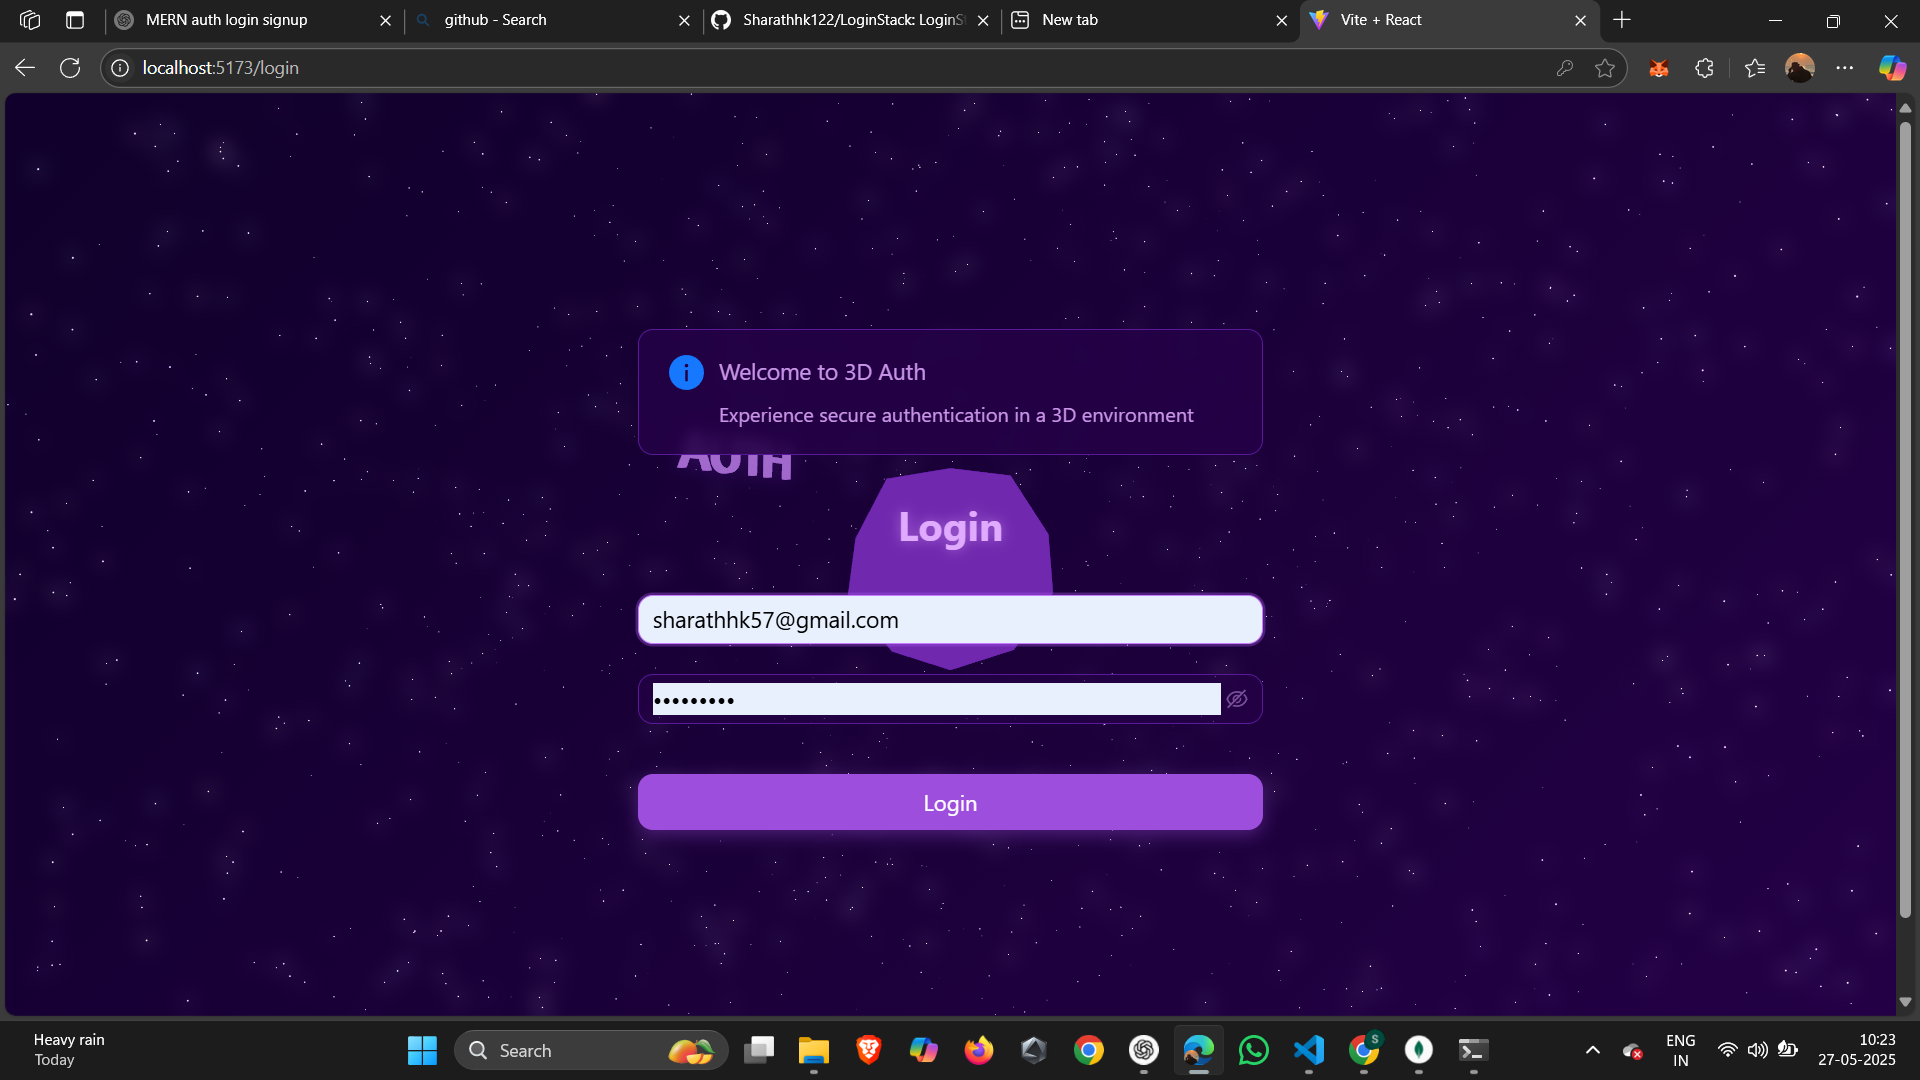 MERN auth login signup
github - Search
Sharathhk122/LoginStack: LoginS
New tab
Vite + React
localhost:5173/login
Welcome to 3D Auth
Experience secure authentication in a 3D environment
AUTH
Login
sharathhk57@gmail.com
•••••••••
Login
Heavy rain
Today
Search
S
ENG
IN
10:23
27-05-2025